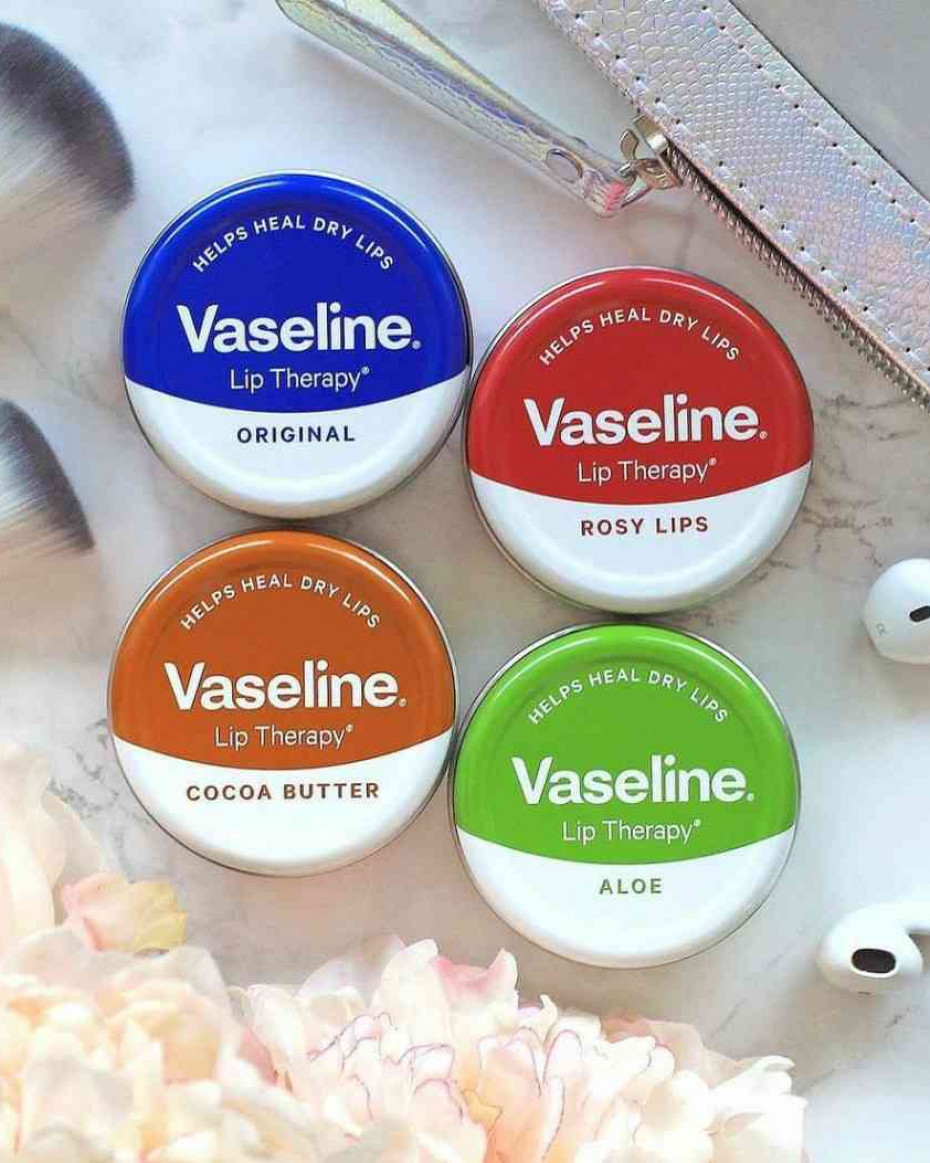 HELPS HEAL DRY LIPS
Vaseline®
Lip Therapy®
ORIGINAL
HELPS HEAL DRY LIPS
Vaseline®
Lip Therapy®
ROSY LIPS
HELPS HEAL DRY LIPS
Vaseline®
Lip Therapy®
COCOA BUTTER
HELPS HEAL DRY LIPS
Vaseline®
Lip Therapy®
ALOE
R